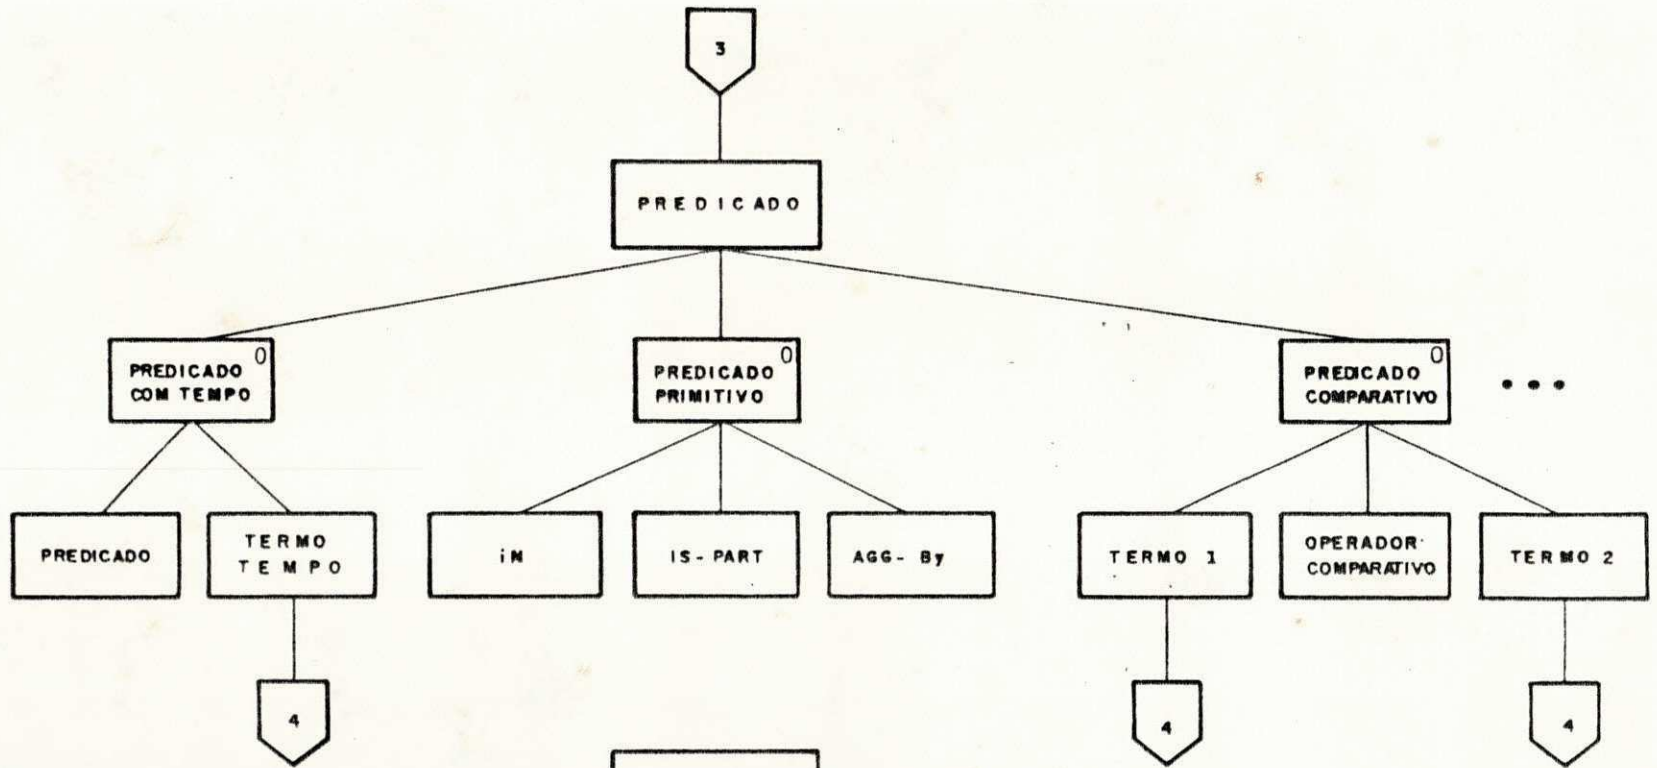 3
PREDICADO
PREDICADO 0
COM TEMPO
PREDICADO 0
PRIMITIVO
PREDICADO 0
COMPARATIVO
...
PREDICADO
TERMO
TEMPO
iN
IS-PART
AGG-By
TERMO 1
OPERADOR
COMPARATIVO
TERMO 2
4
4
4